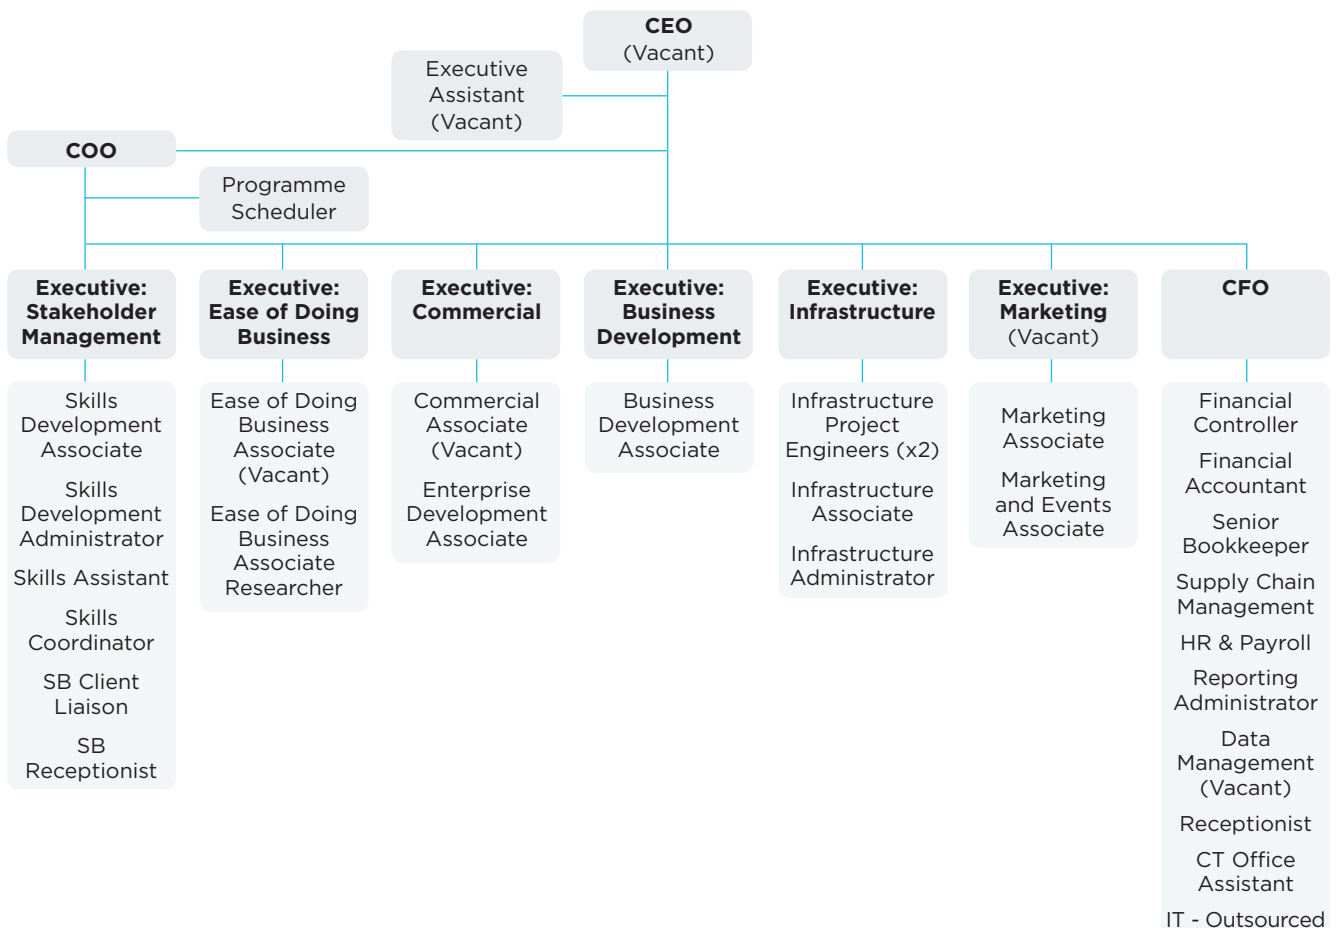 CEO
(Vacant)
Executive
Assistant
(Vacant)
COO
Programme
Scheduler
Executive:
Stakeholder
Management
Executive:
Ease of Doing
Business
Executive:
Commercial
Executive:
Business
Development
Executive:
Infrastructure
Executive:
Marketing
(Vacant)
CFO
Skills
Development
Associate
Skills
Development
Administrator
Skills Assistant
Skills
Coordinator
SB Client
Liaison
SB
Receptionist
Ease of Doing
Business
Associate
(Vacant)
Ease of Doing
Business
Associate
Researcher
Commercial
Associate
(Vacant)
Enterprise
Development
Associate
Business
Development
Associate
Infrastructure
Project
Engineers (x2)
Infrastructure
Associate
Infrastructure
Administrator
Marketing
Associate
Marketing
and Events
Associate
Financial
Controller
Financial
Accountant
Senior
Bookkeeper
Supply Chain
Management
HR & Payroll
Reporting
Administrator
Data
Management
(Vacant)
Receptionist
CT Office
Assistant
IT - Outsourced